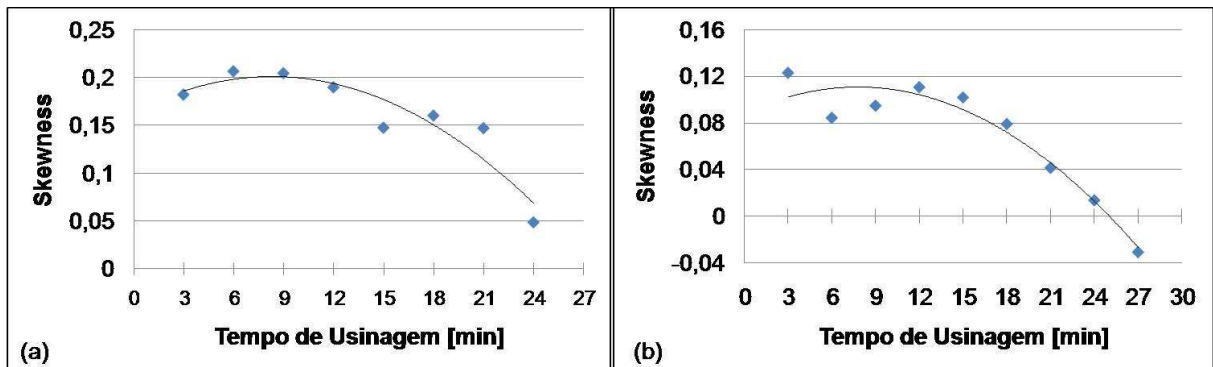 0,25
0,2
0,15
0,1
0,05
0
Skewness
0 3 6 9 12 15 18 21 24 27
Tempo de Usinagem [min]
(a)
0,16
0,12
0,08
0,04
0
-0,04
Skewness
0 3 6 9 12 15 18 21 24 27 30
Tempo de Usinagem [min]
(b)